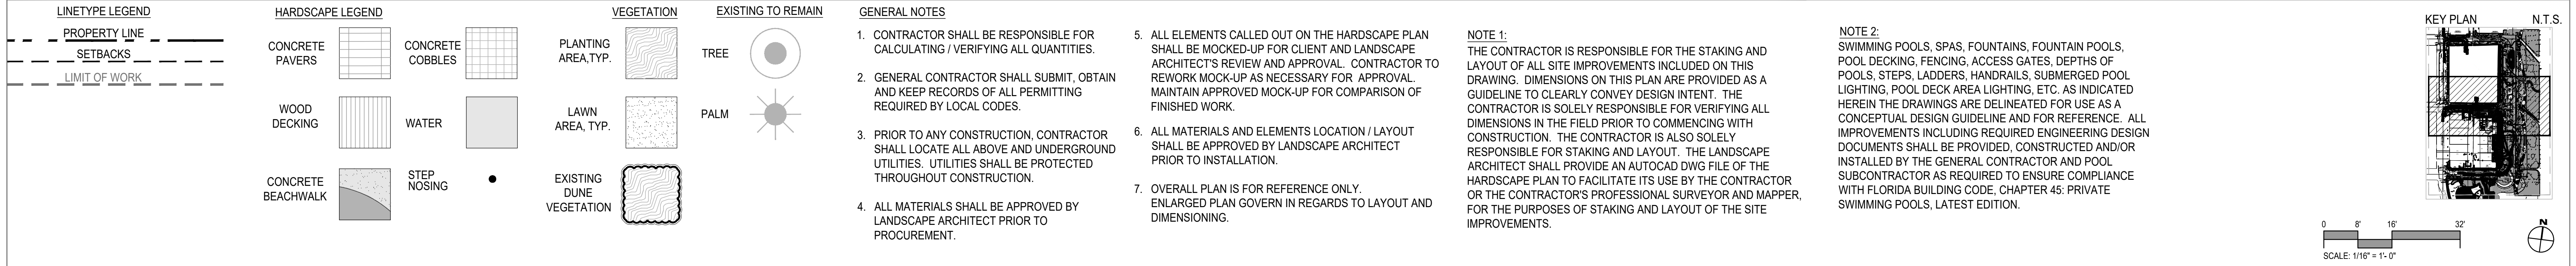 LINETYPE LEGEND
PROPERTY LINE
SETBACKS
LIMIT OF WORK
HARDSCAPE LEGEND
CONCRETE
PAVERS
CONCRETE
COBBLES
WOOD
DECKING
WATER
CONCRETE
BEACHWALK
STEP
NOSING
VEGETATION
PLANTING
AREA,TYP.
LAWN
AREA, TYP.
EXISTING
DUNE
VEGETATION
EXISTING TO REMAIN
TREE
PALM
GENERAL NOTES
1. CONTRACTOR SHALL BE RESPONSIBLE FOR
CALCULATING / VERIFYING ALL QUANTITIES.
2. GENERAL CONTRACTOR SHALL SUBMIT, OBTAIN
AND KEEP RECORDS OF ALL PERMITTING
REQUIRED BY LOCAL CODES.
3. PRIOR TO ANY CONSTRUCTION, CONTRACTOR
SHALL LOCATE ALL ABOVE AND UNDERGROUND
UTILITIES. UTILITIES SHALL BE PROTECTED
THROUGHOUT CONSTRUCTION.
4. ALL MATERIALS SHALL BE APPROVED BY
LANDSCAPE ARCHITECT PRIOR TO
PROCUREMENT.
5. ALL ELEMENTS CALLED OUT ON THE HARDSCAPE PLAN
SHALL BE MOCKED-UP FOR CLIENT AND LANDSCAPE
ARCHITECT'S REVIEW AND APPROVAL. CONTRACTOR TO
REWORK MOCK-UP AS NECESSARY FOR APPROVAL.
MAINTAIN APPROVED MOCK-UP FOR COMPARISON OF
FINISHED WORK.
6. ALL MATERIALS AND ELEMENTS LOCATION / LAYOUT
SHALL BE APPROVED BY LANDSCAPE ARCHITECT
PRIOR TO INSTALLATION.
7. OVERALL PLAN IS FOR REFERENCE ONLY.
ENLARGED PLAN GOVERN IN REGARDS TO LAYOUT AND
DIMENSIONING.
NOTE 1:
THE CONTRACTOR IS RESPONSIBLE FOR THE STAKING AND
LAYOUT OF ALL SITE IMPROVEMENTS INCLUDED ON THIS
DRAWING. DIMENSIONS ON THIS PLAN ARE PROVIDED AS A
GUIDELINE TO CLEARLY CONVEY DESIGN INTENT. THE
CONTRACTOR IS SOLELY RESPONSIBLE FOR VERIFYING ALL
DIMENSIONS IN THE FIELD PRIOR TO COMMENCING WITH
CONSTRUCTION. THE CONTRACTOR IS ALSO SOLELY
RESPONSIBLE FOR STAKING AND LAYOUT. THE LANDSCAPE
ARCHITECT SHALL PROVIDE AN AUTOCAD DWG FILE OF THE
HARDSCAPE PLAN TO FACILITATE ITS USE BY THE CONTRACTOR
OR THE CONTRACTOR'S PROFESSIONAL SURVEYOR AND MAPPER,
FOR THE PURPOSES OF STAKING AND LAYOUT OF THE SITE
IMPROVEMENTS.
NOTE 2:
SWIMMING POOLS, SPAS, FOUNTAINS, FOUNTAIN POOLS,
POOL DECKING, FENCING, ACCESS GATES, DEPTHS OF
POOLS, STEPS, LADDERS, HANDRAILS, SUBMERGED POOL
LIGHTING, POOL DECK AREA LIGHTING, ETC. AS INDICATED
HEREIN THE DRAWINGS ARE DELINEATED FOR USE AS A
CONCEPTUAL DESIGN GUIDELINE AND FOR REFERENCE. ALL
IMPROVEMENTS INCLUDING REQUIRED ENGINEERING DESIGN
DOCUMENTS SHALL BE PROVIDED, CONSTRUCTED AND/OR
INSTALLED BY THE GENERAL CONTRACTOR AND POOL
SUBCONTRACTOR AS REQUIRED TO ENSURE COMPLIANCE
WITH FLORIDA BUILDING CODE, CHAPTER 45: PRIVATE
SWIMMING POOLS, LATEST EDITION.
KEY PLAN N.T.S.
0 8' 16' 32'
N
SCALE: 1/16" = 1'- 0"